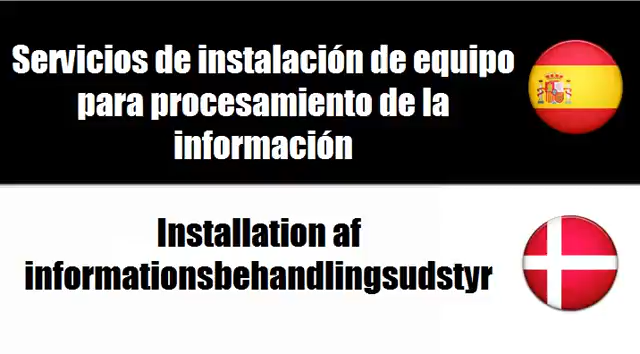 Servicios de instalación de equipo
para procesamiento de la
información
Installation af
informationsbehandlingsudstyr